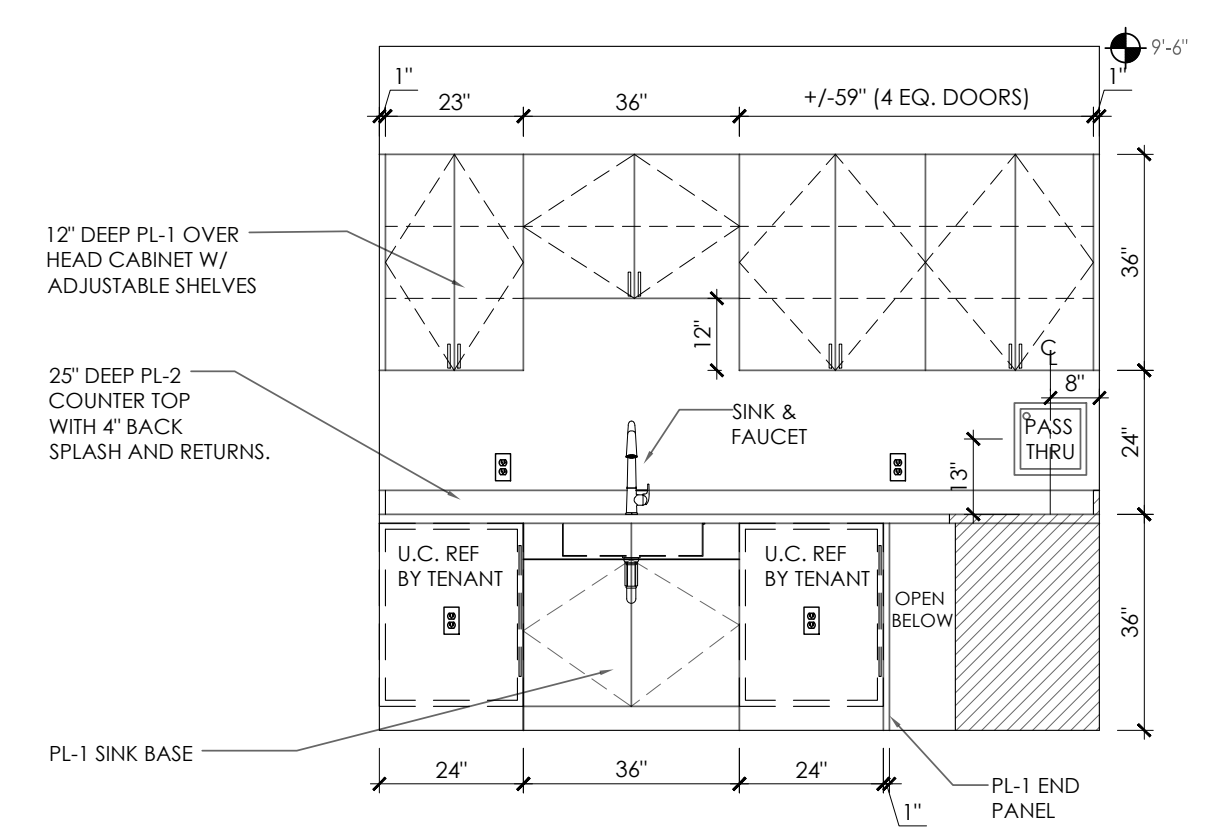 9'-6"
1"
23"
36"
+/-59" (4 EQ. DOORS)
1"
12" DEEP PL-1 OVER
HEAD CABINET W/
ADJUSTABLE SHELVES
36"
12"
25" DEEP PL-2
COUNTER TOP
WITH 4" BACK
SPLASH AND RETURNS.
CL
8"
SINK &
FAUCET
PASS
THRU
24"
13"
U.C. REF
BY TENANT
U.C. REF
BY TENANT
OPEN
BELOW
36"
PL-1 SINK BASE
24"
36"
24"
1"
PL-1 END
PANEL